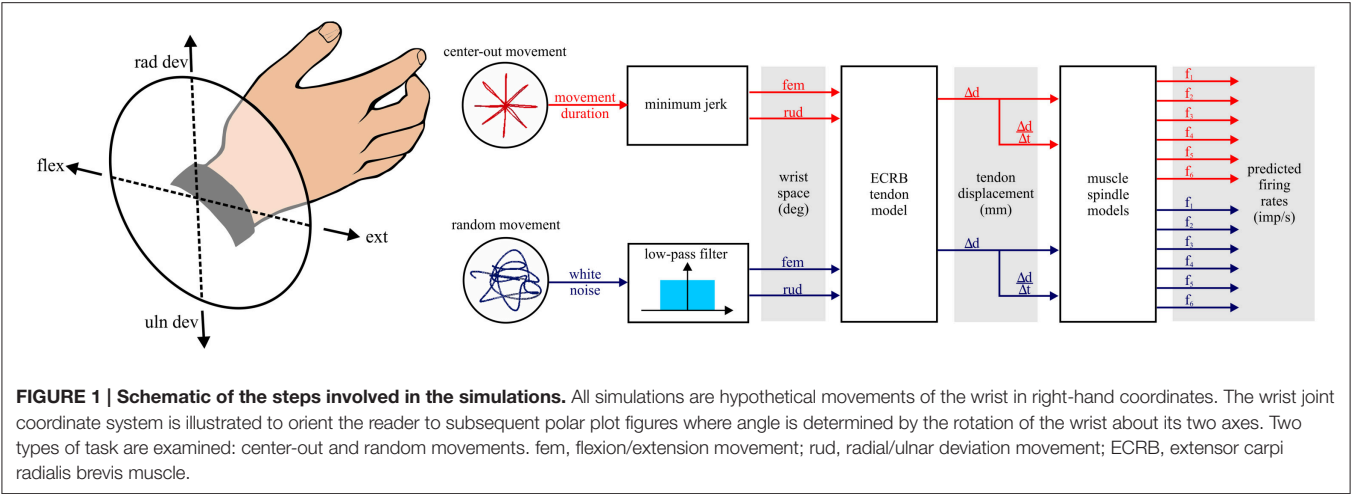 rad dev
flex
ext
uln dev
center-out movement
movement
duration
minimum jerk
fem
rud
random movement
white
noise
low-pass filter
fem
rud
wrist
space
(deg)
ECRB
tendon
model
Δd
Δd
Δt
tendon
displacement
(mm)
Δd
Δd
Δt
muscle
spindle
models
f₁
f₂
f₃
f₄
f₅
f₆
f₁
f₂
f₃
f₄
f₅
f₆
predicted
firing
rates
(imp/s)
FIGURE 1 | Schematic of the steps involved in the simulations. All simulations are hypothetical movements of the wrist in right-hand coordinates. The wrist joint
coordinate system is illustrated to orient the reader to subsequent polar plot figures where angle is determined by the rotation of the wrist about its two axes. Two
types of task are examined: center-out and random movements. fem, flexion/extension movement; rud, radial/ulnar deviation movement; ECRB, extensor carpi
radialis brevis muscle.